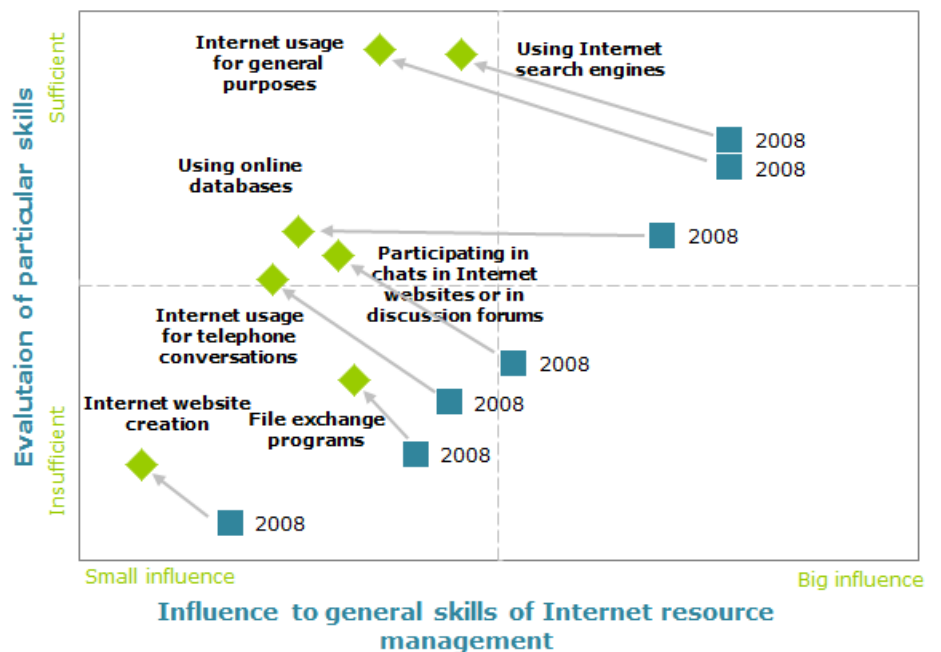 Evalutaion of particular skills
Sufficient
Insufficient
Internet usage
for general
purposes
Using Internet
search engines
2008
2008
Using online
databases
2008
Participating in
chats in Internet
websites or in
discussion forums
Internet usage
for telephone
conversations
2008
2008
Internet website
creation
File exchange
programs
2008
2008
Small influence
Big influence
Influence to general skills of Internet resource
management